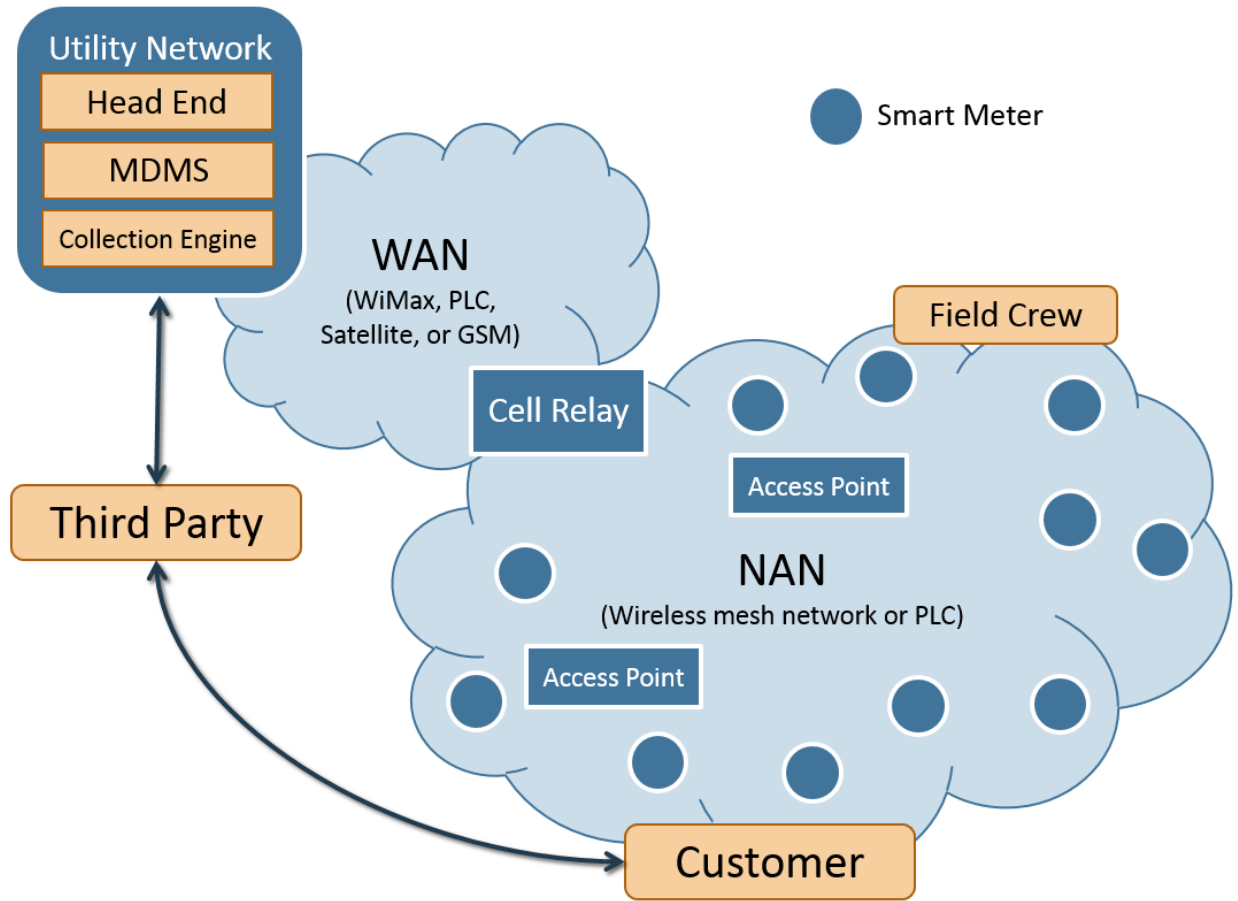 Utility Network
Head End
MDMS
Collection Engine
Smart Meter
WAN
(WiMax, PLC,
Satellite, or GSM)
Field Crew
Cell Relay
Access Point
Third Party
NAN
(Wireless mesh network or PLC)
Access Point
Customer